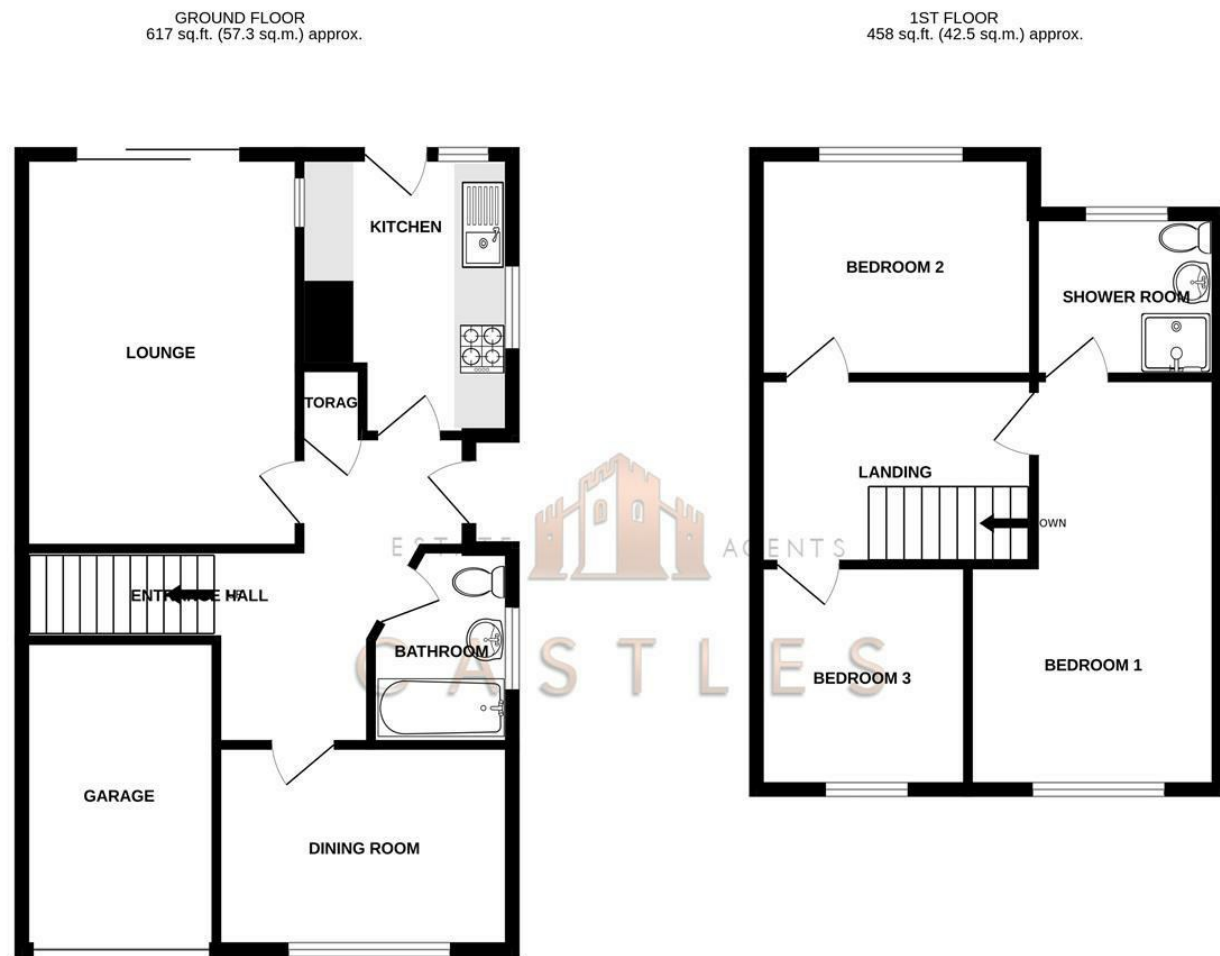 GROUND FLOOR
617 sq.ft. (57.3 sq.m.) approx.
1ST FLOOR
458 sq.ft. (42.5 sq.m.) approx.
KITCHEN
LOUNGE
TORAG
ENTRANCE HALL
BATHROOM
GARAGE
DINING ROOM
BEDROOM 2
SHOWER ROOM
LANDING
OWN
BEDROOM 3
BEDROOM 1
ESTATE AGENTS
CASTLES